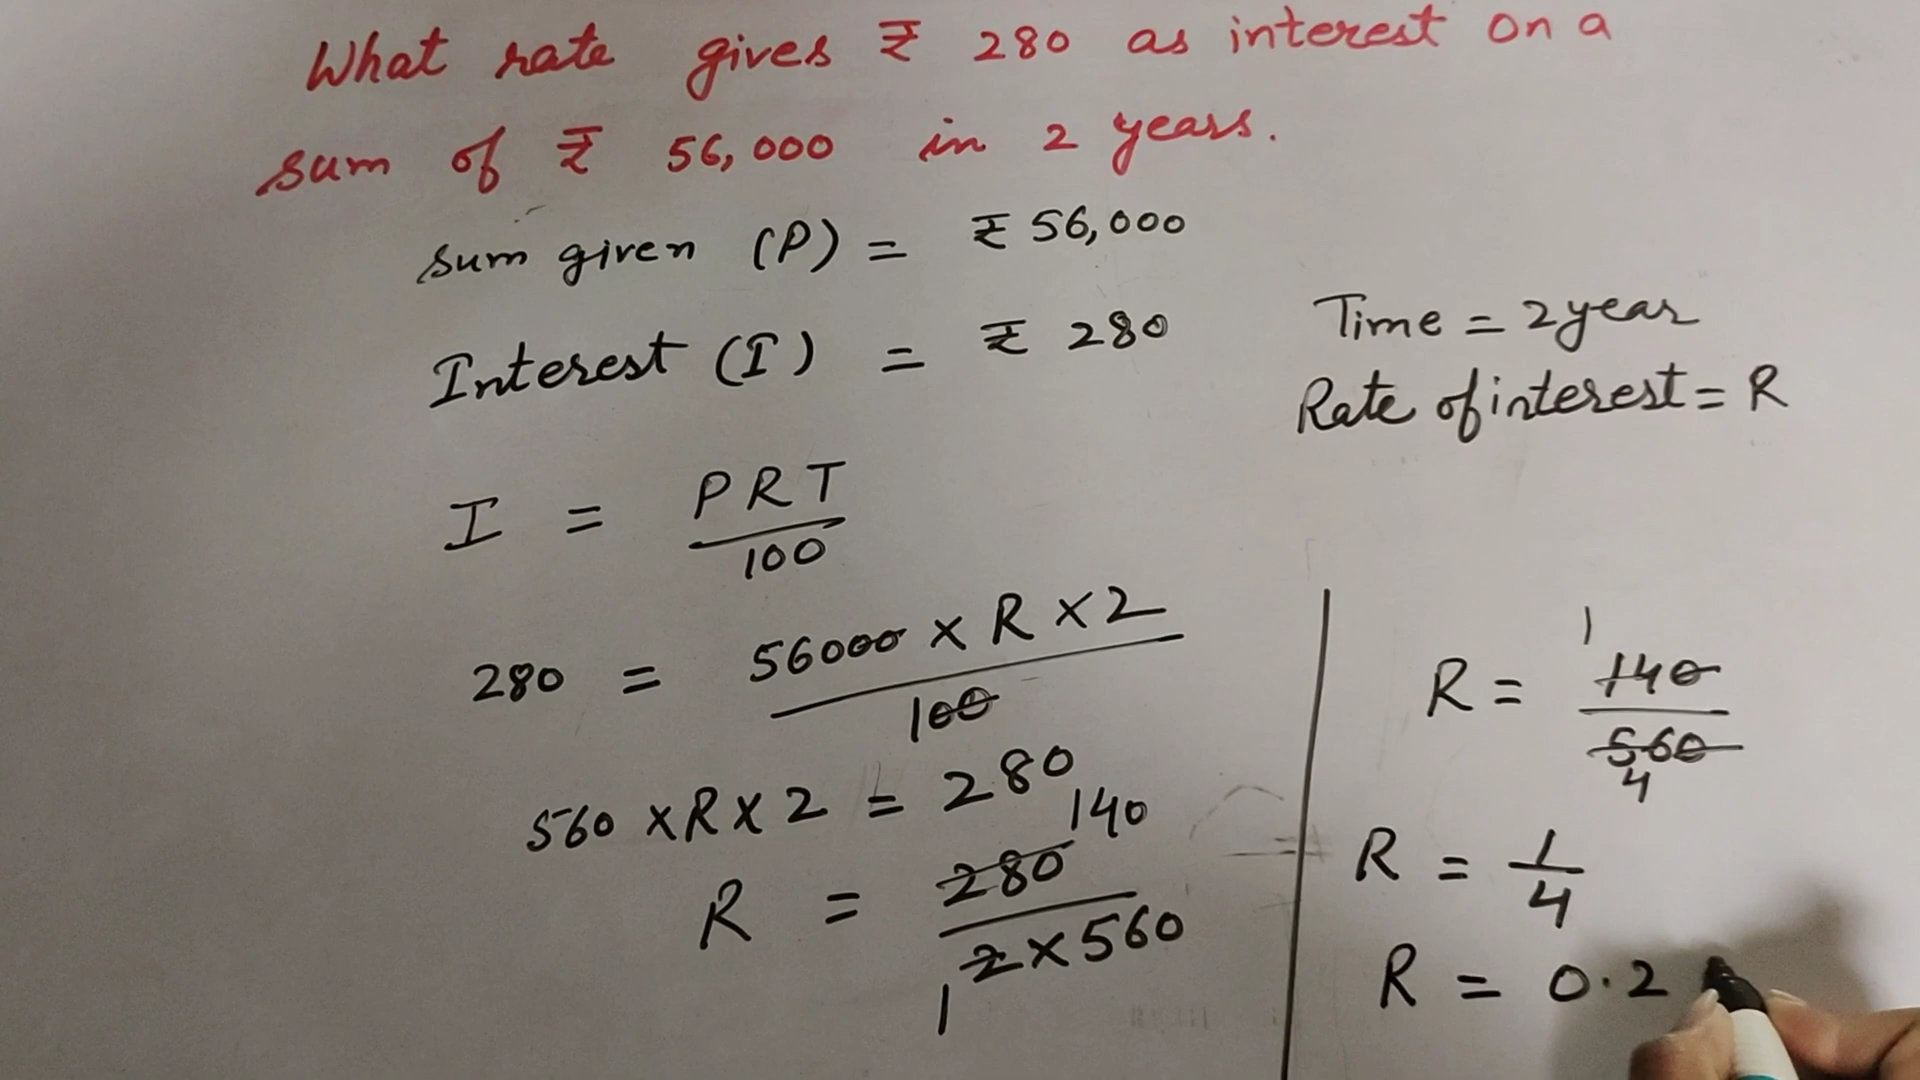 What rate gives ₹ 280 as interest on a
sum of ₹ 56,000 in 2 years.
Sum given (P) = ₹ 56,000
Interest (I) = ₹ 280
Time = 2 year
Rate of interest = R
I = PRT
100
280 = 56000 × R × 2
100
560 × R × 2 = 280
140
R = 280
2 × 560
1
1
R = 140
560
4
R = 1
4
R = 0.2